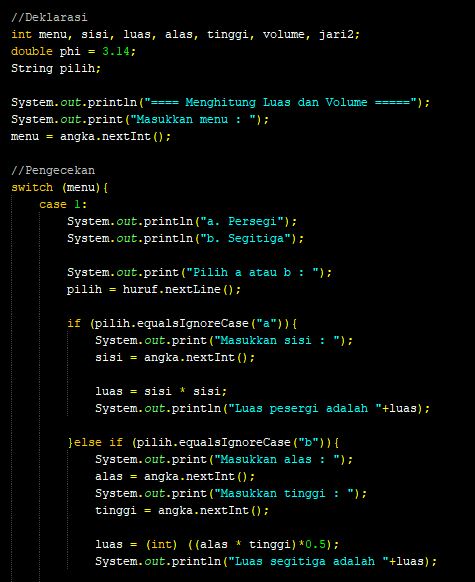 //Deklarasi
int menu, sisi, luas, alas, tinggi, volume, jari2;
double phi = 3.14;
String pilih;
System.out.println("==== Menghitung Luas dan Volume =====");
System.out.print("Masukkan menu : ");
menu = angka.nextInt();
//Pengecekan
switch (menu){
case 1:
System.out.println("a. Persegi");
System.out.println("b. Segitiga");
System.out.print("Pilih a atau b : ");
pilih = huruf.nextLine();
if (pilih.equalsIgnoreCase("a")){
System.out.print("Masukkan sisi : ");
sisi = angka.nextInt();
luas = sisi * sisi;
System.out.println("Luas pesergi adalah "+luas);
}else if (pilih.equalsIgnoreCase("b")){
System.out.print("Masukkan alas : ");
alas = angka.nextInt();
System.out.print("Masukkan tinggi : ");
tinggi = angka.nextInt();
luas = (int) ((alas * tinggi)*0.5);
System.out.println("Luas segitiga adalah "+luas);